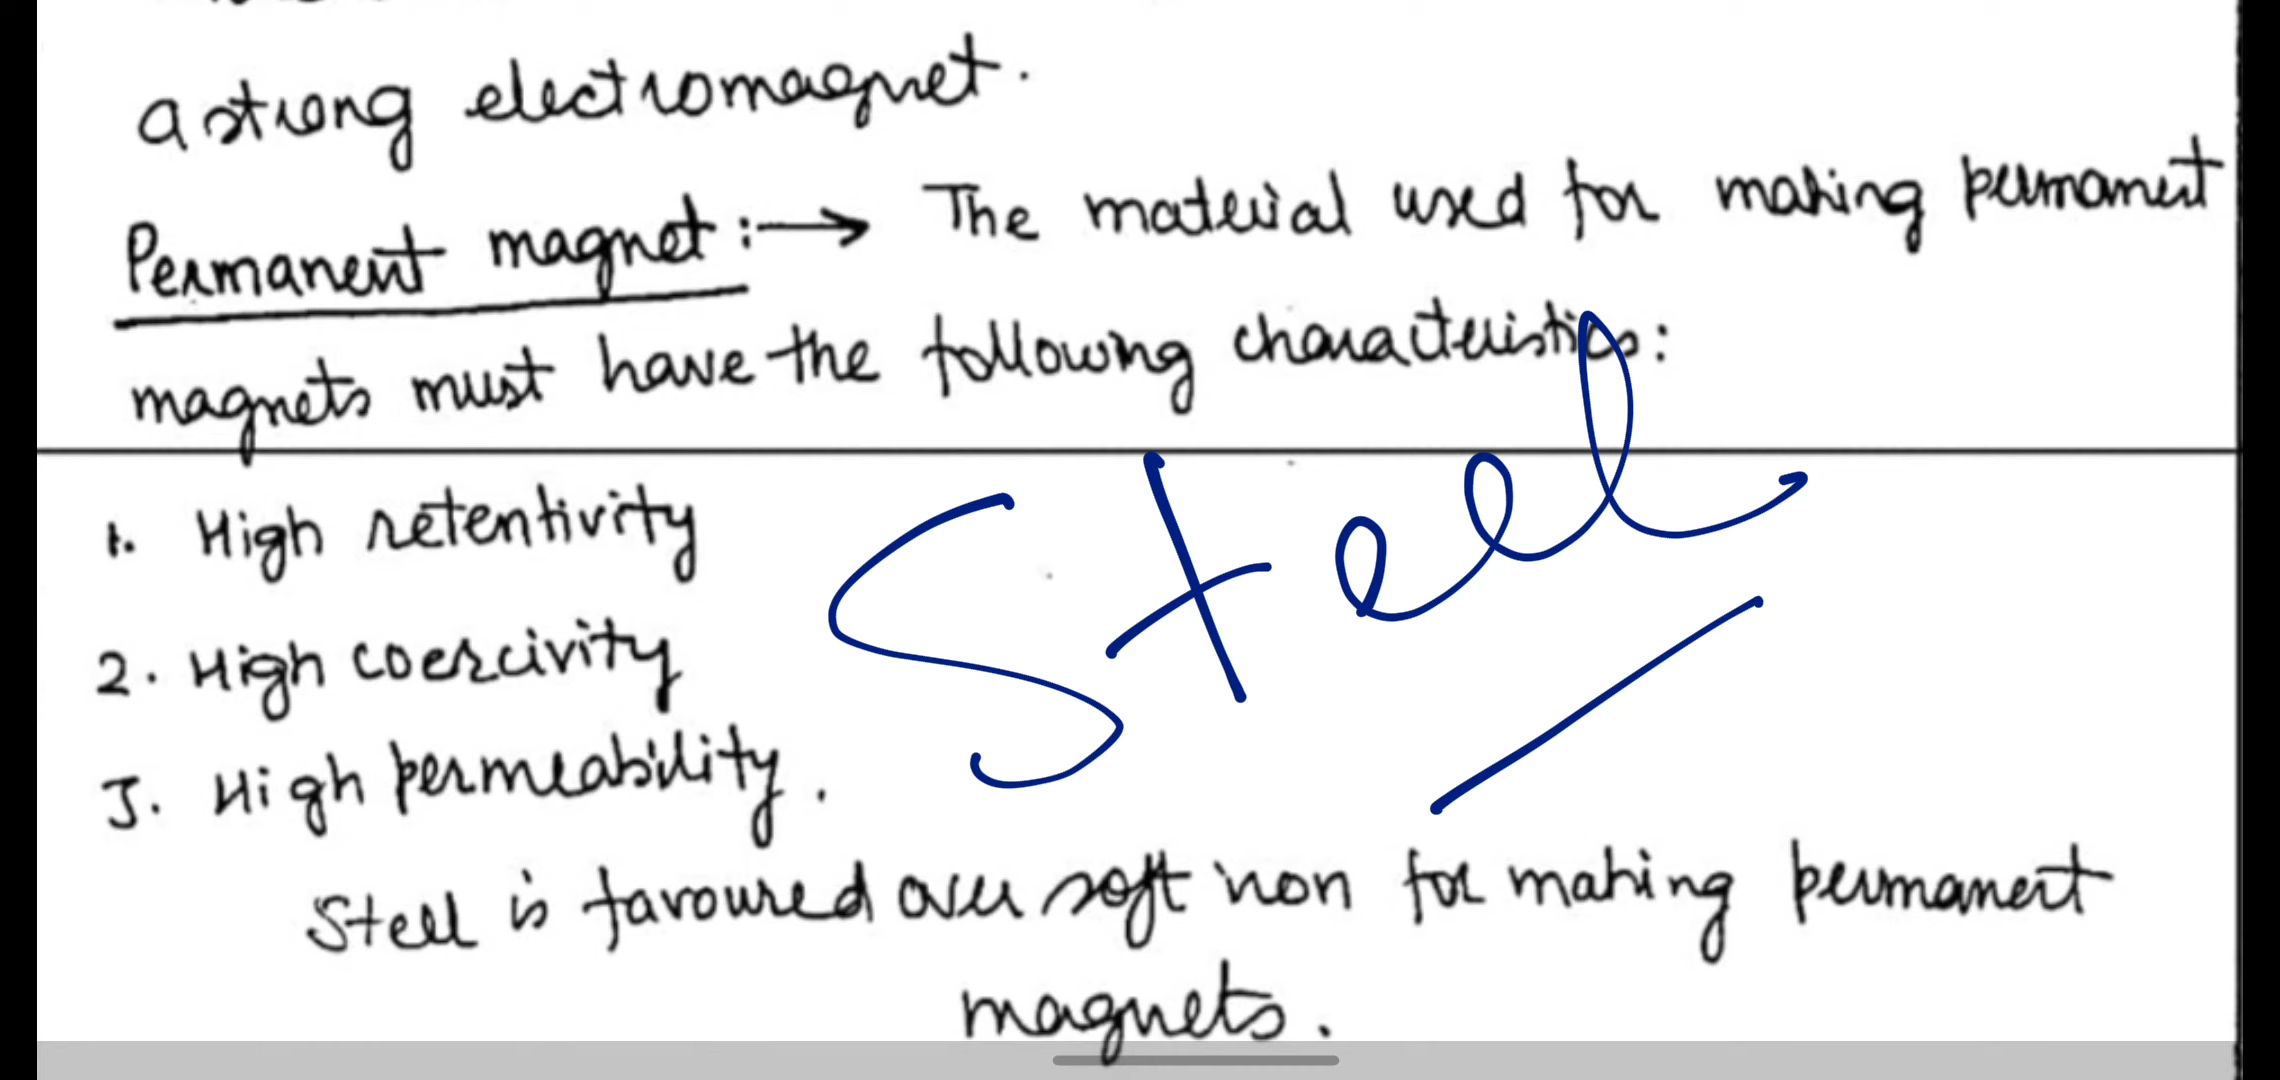 a strong electromagnet.
Permanent magnet :→ The material used for making permanent
magnets must have the following characteristics:
1. High retentivity
Steel
2. High coercivity
3. High permeability.
Steel is favoured over soft iron for making permanent
magnets.